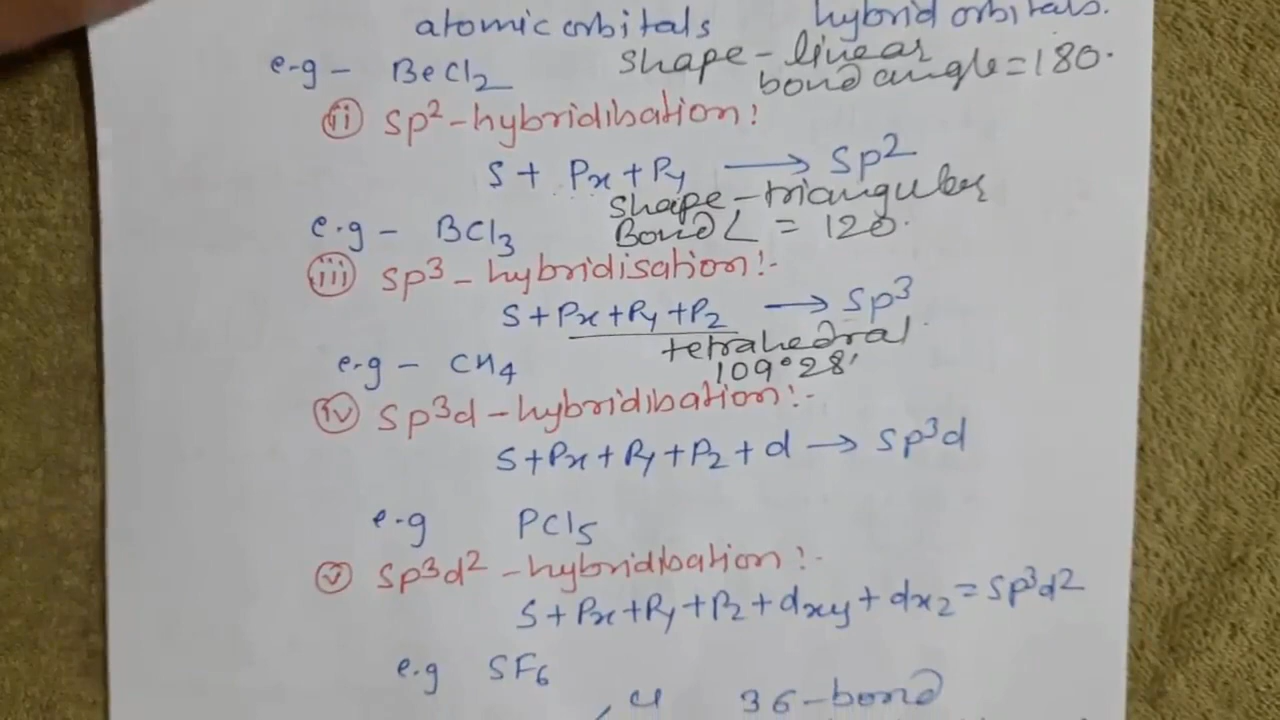 atomic orbitals hybrid orbitals.
e-g - BeCl2 shape - linear
bond angle = 180.
(ii) Sp2-hybridisation!
S + Px + Py → Sp2
shape - triangular
e.g - BCl3 Bond L = 120.
(iii) Sp3 - hybridisation!-
S + Px + Py + Pz → Sp3
tetrahedral
e-g - CH4 109°28'
(iv) Sp3d - hybridisation!-
S + Px + Py + Pz + d → Sp3d
e-g PCl5
(v) Sp3d2 - hybridisation!-
S + Px + Py + Pz + dxy + dxz = Sp3d2
e.g SF6
36-bond